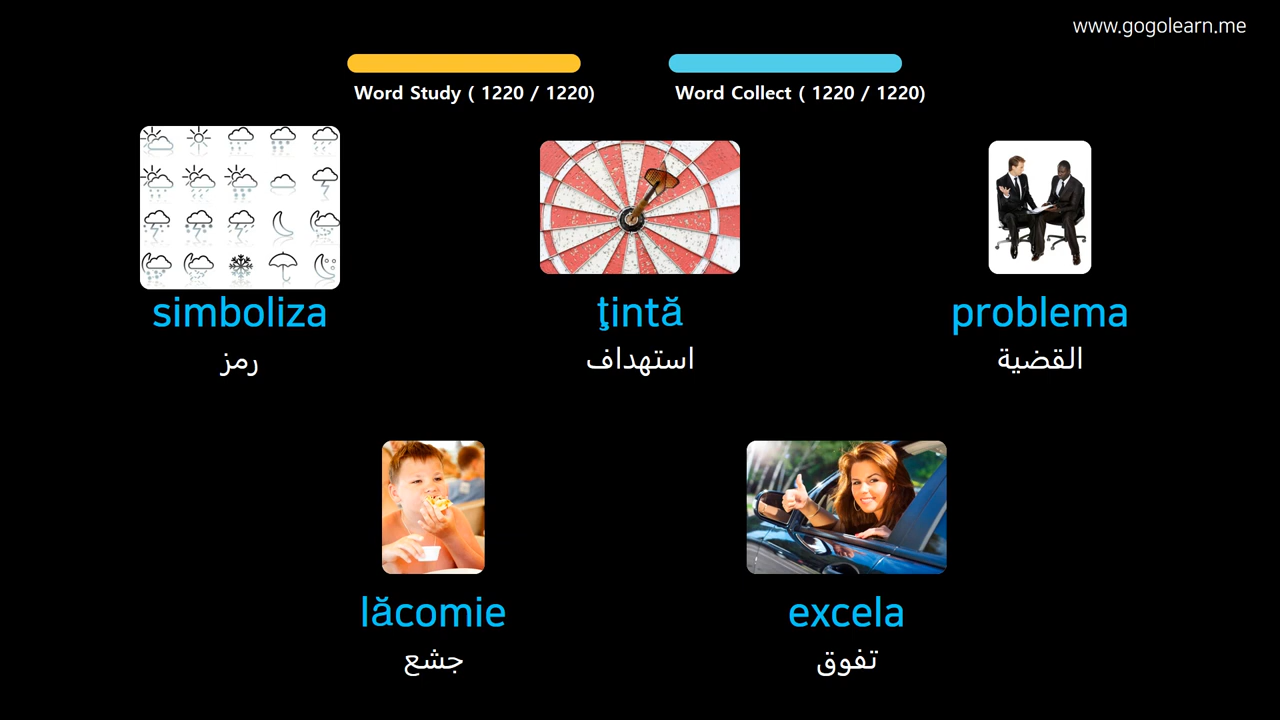 www.gogolearn.me
Word Study ( 1220 / 1220)
Word Collect ( 1220 / 1220)
simboliza
رمز
ţintă
استهداف
problema
القضية
lăcomie
جشع
excela
تفوق